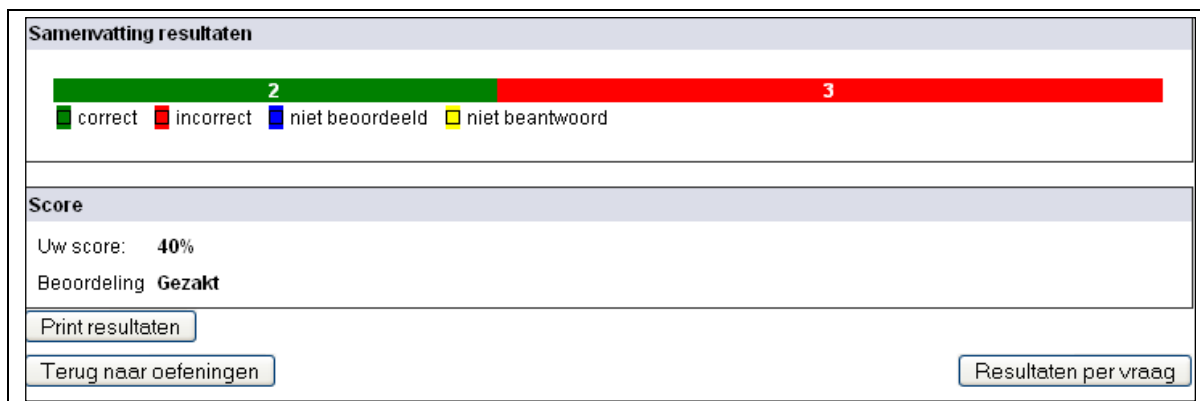 Samenvatting resultaten
2 3
correct incorrect niet beoordeeld niet beantwoord
Score
Uw score: 40%
Beoordeling Gezakt
Print resultaten
Terug naar oefeningen Resultaten per vraag